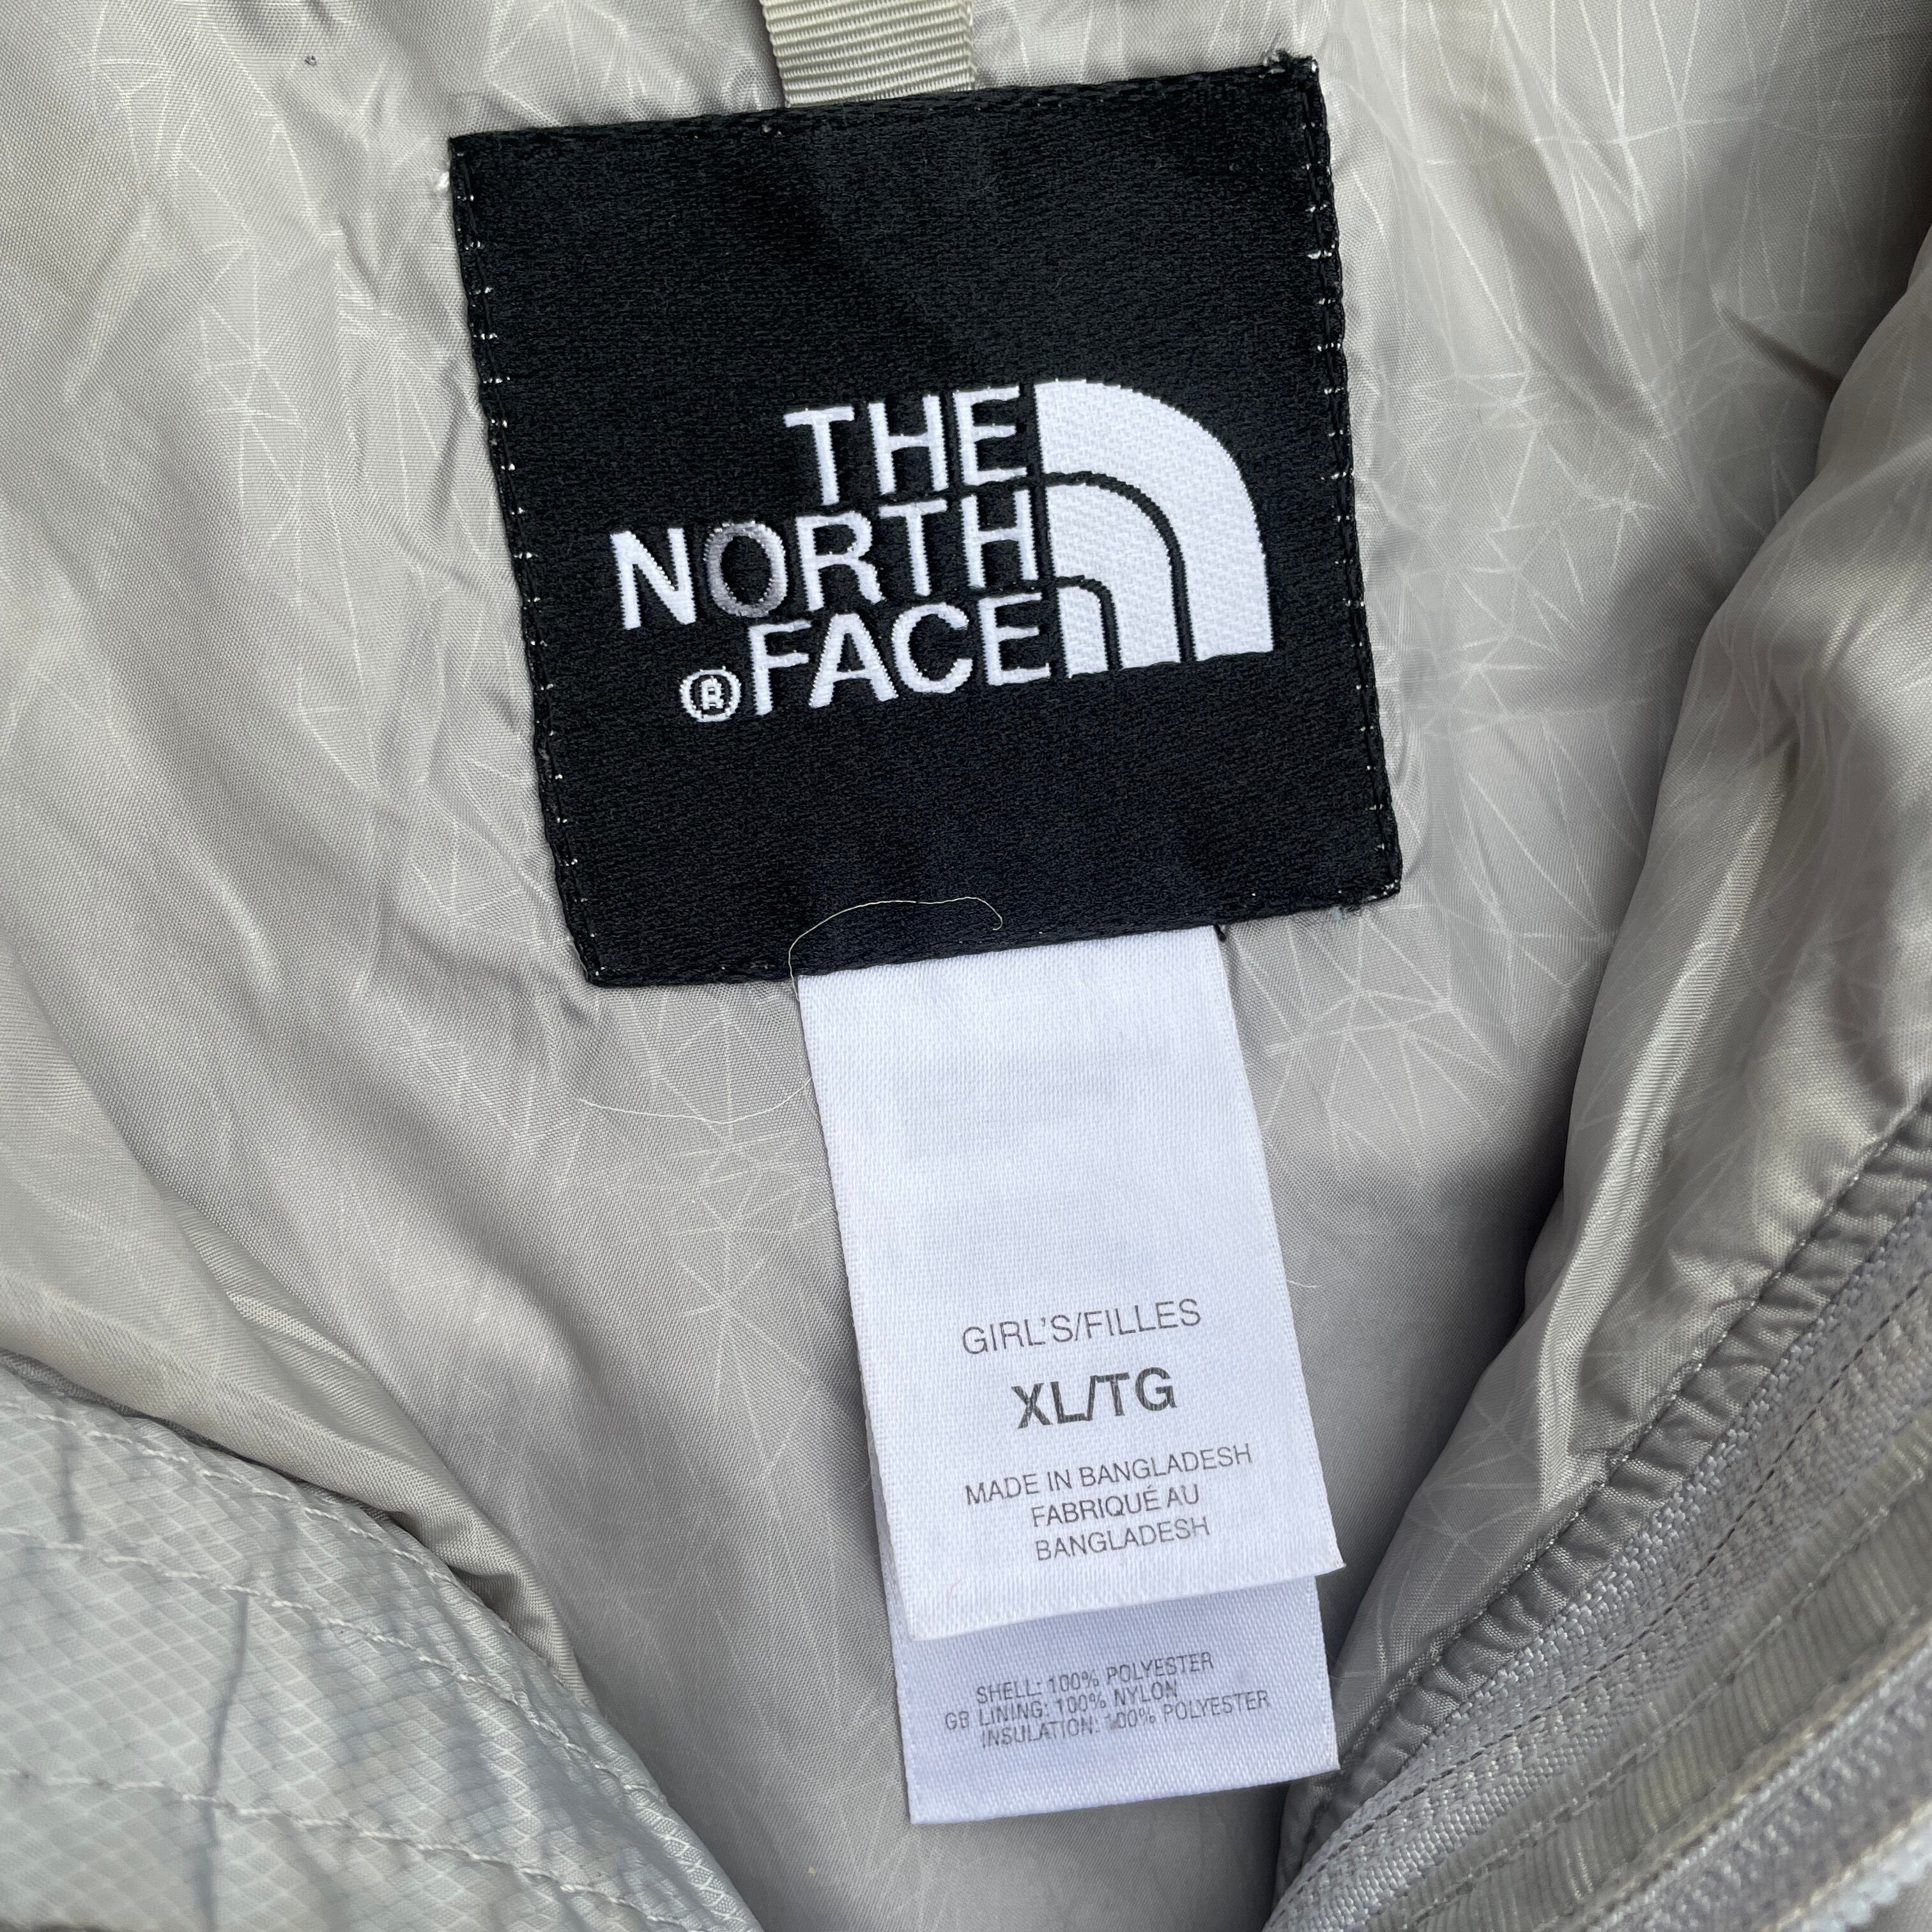 THE
NORTH
®FACE
GIRL'S/FILLES
XL/TG
MADE IN BANGLADESH
FABRIQUÉ AU
BANGLADESH
SHELL: 100% POLYESTER
GB LINING: 100% NYLON
INSULATION: 100% POLYESTER